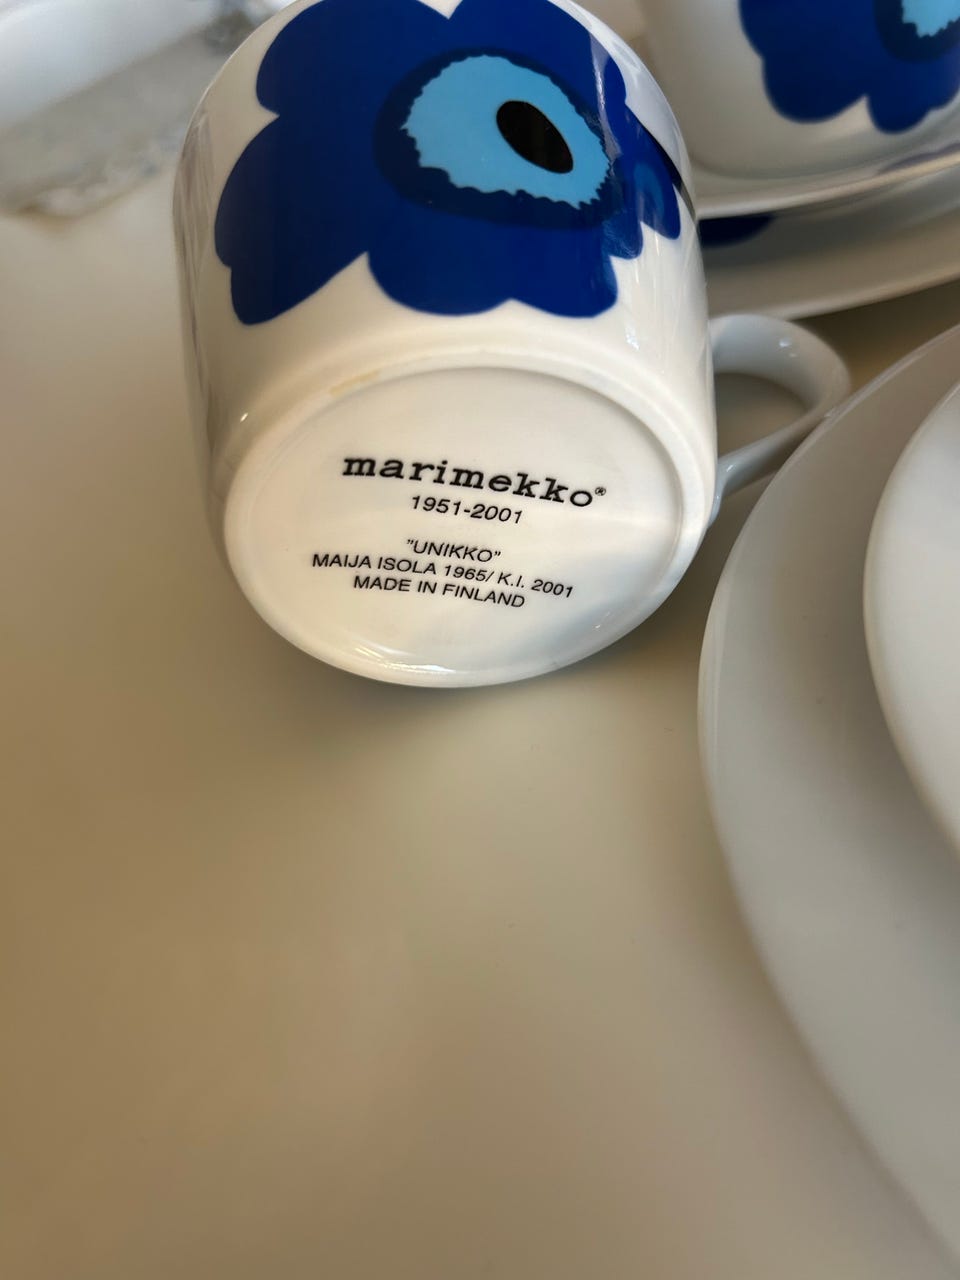 marimekko®
1951-2001
"UNIKKO"
MAIJA ISOLA 1965/ K.I. 2001
MADE IN FINLAND